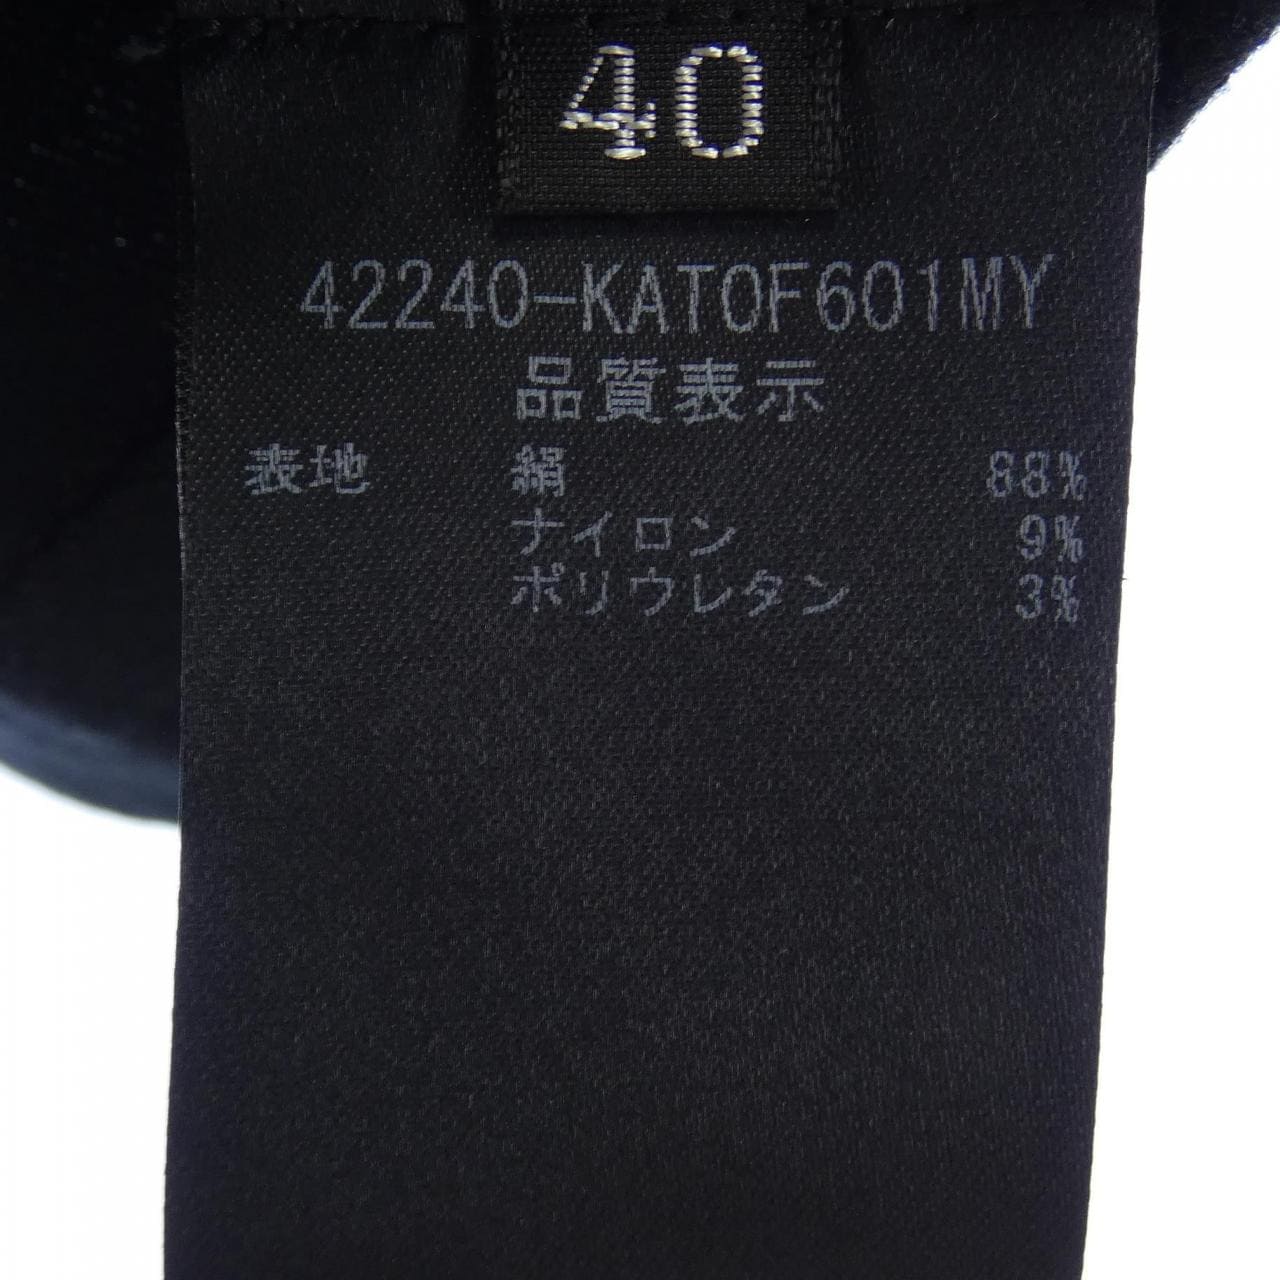 40
42240-KATOF601MY
品質表示
表地 絹 88%
ナイロン 9%
ポリウレタン 3%